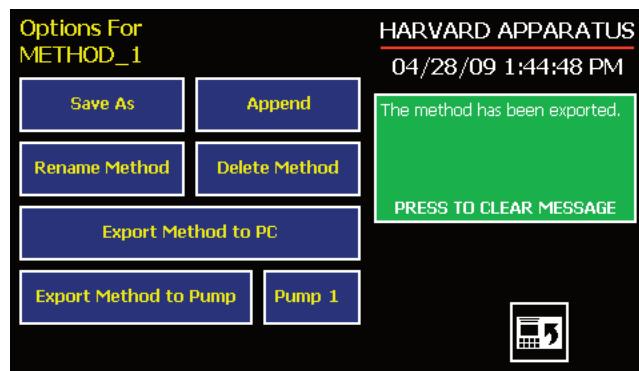 Options For
METHOD_1
Save As
Append
Rename Method
Delete Method
Export Method to PC
Export Method to Pump
Pump 1
HARVARD APPARATUS
04/28/09 1:44:48 PM
The method has been exported.
PRESS TO CLEAR MESSAGE